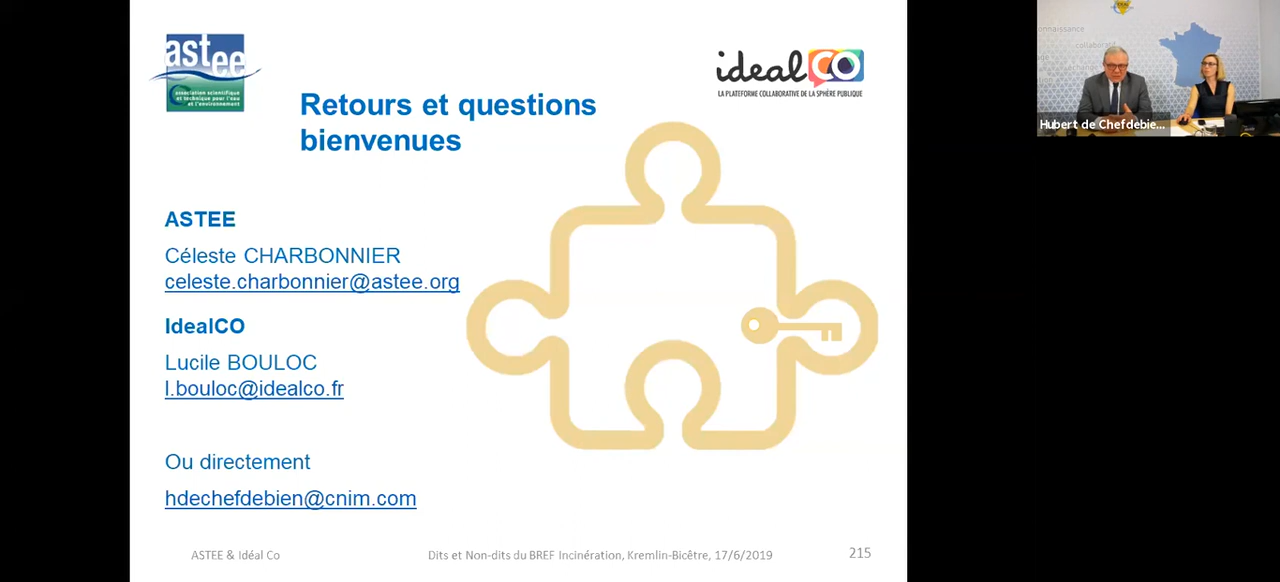 astee
association scientifique
et technique pour l'eau
et l'environnement
Retours et questions
bienvenues
idealCO
LA PLATEFORME COLLABORATIVE DE LA SPHÈRE PUBLIQUE
ASTEE
Céleste CHARBONNIER
celeste.charbonnier@astee.org
IdealCO
Lucile BOULOC
l.bouloc@idealco.fr
Ou directement
hdechefdebien@cnim.com
ASTEE & Idéal Co
Dits et Non-dits du BREF Incinération, Kremlin-Bicêtre, 17/6/2019
215
Hubert de Chefdebie...